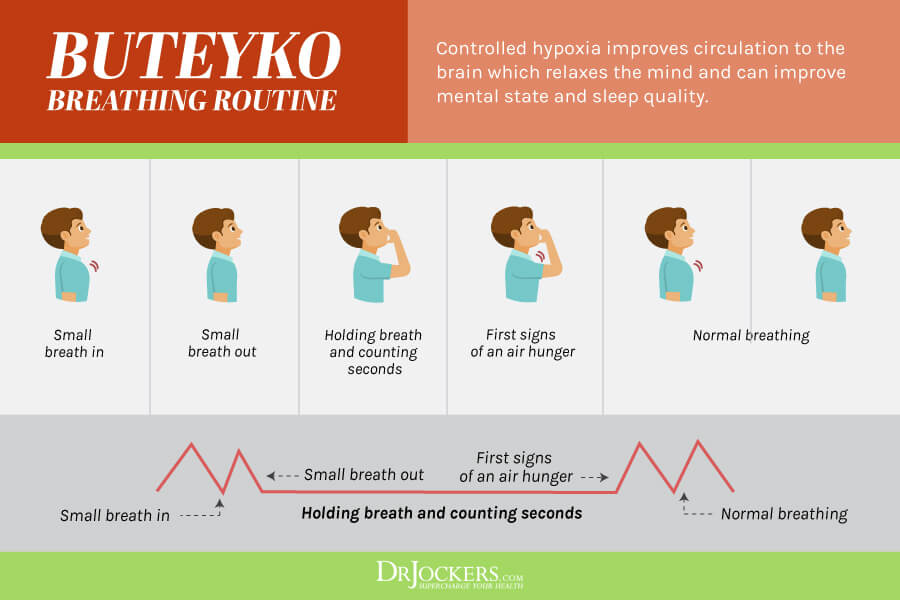 BUTEYKO
BREATHING ROUTINE
Controlled hypoxia improves circulation to the
brain which relaxes the mind and can improve
mental state and sleep quality.
Small
breath in
Small
breath out
Holding breath
and counting
seconds
First signs
of an air hunger
Normal breathing
Small breath out
First signs
of an air hunger
Small breath in
Holding breath and counting seconds
Normal breathing
DRJOCKERS.COM
SUPERCHARGE YOUR HEALTH